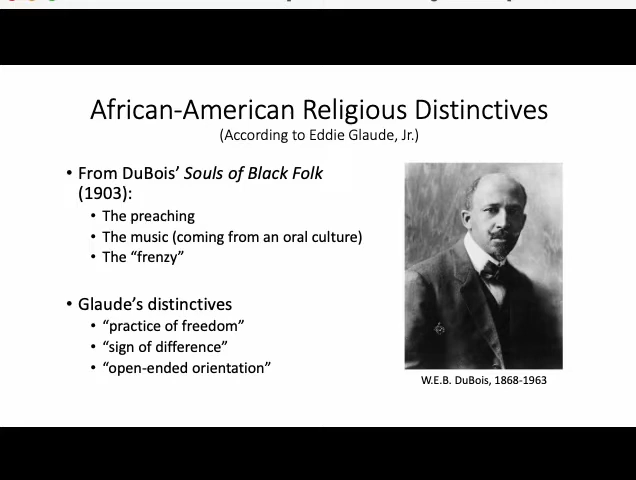 African-American Religious Distinctives
(According to Eddie Glaude, Jr.)
• From DuBois’ Souls of Black Folk
(1903):
• The preaching
• The music (coming from an oral culture)
• The “frenzy”
• Glaude’s distinctives
• “practice of freedom”
• “sign of difference”
• “open-ended orientation”
W.E.B. DuBois, 1868-1963